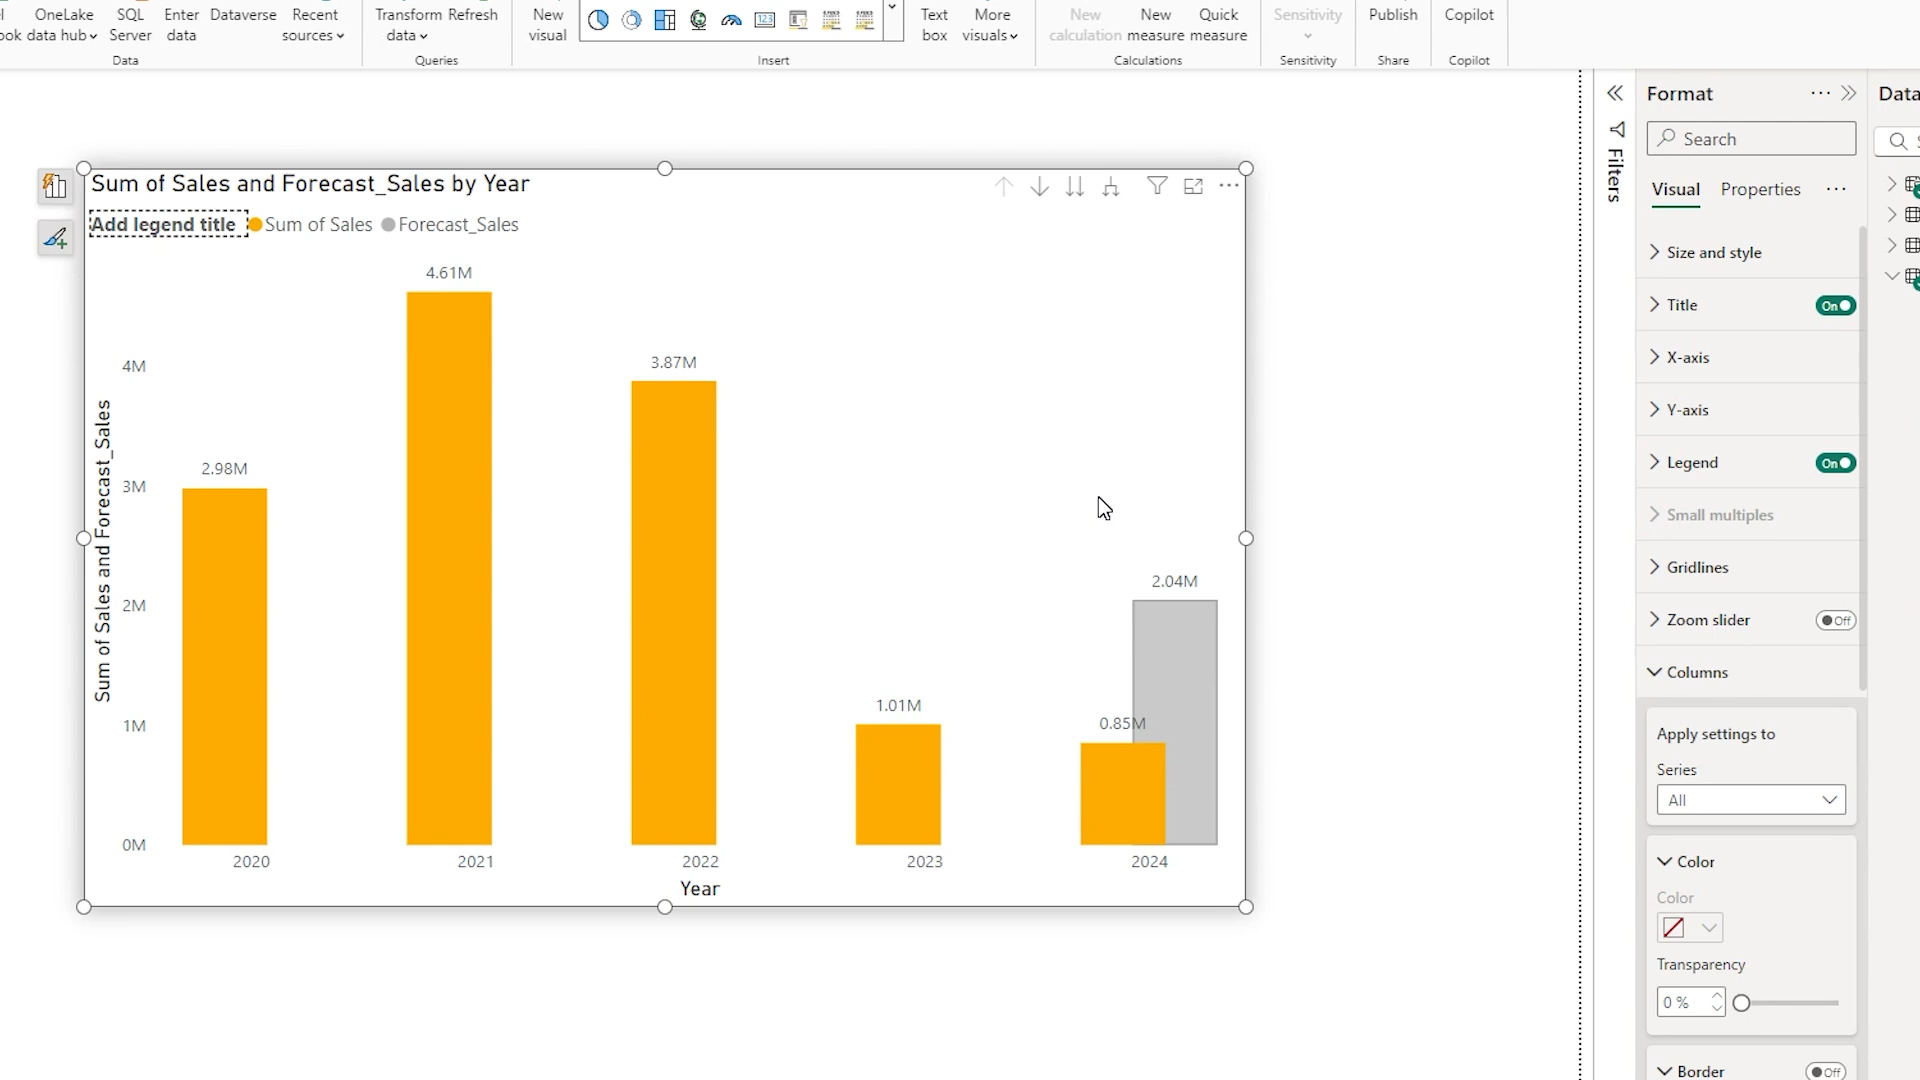 OneLake
data hub
SQL
Server
Enter
data
Dataverse
Recent
sources
Data
Transform
data
Refresh
Queries
New
visual
123
Text
box
More
visuals
Insert
New
calculation
New
measure
Quick
measure
Calculations
Sensitivity
Sensitivity
Publish
Share
Copilot
Copilot
Sum of Sales and Forecast_Sales by Year
Add legend title Sum of Sales Forecast_Sales
Sum of Sales and Forecast_Sales
4M
3M
2M
1M
0M
2.98M
4.61M
3.87M
1.01M
0.85M
2.04M
2020
2021
2022
2023
2024
Year
Filters
Format
Search
Visual Properties
Size and style
Title On
X-axis
Y-axis
Legend On
Small multiples
Gridlines
Zoom slider Off
Columns
Apply settings to
Series
All
Color
Color
Transparency
0 %
Border Off
Data